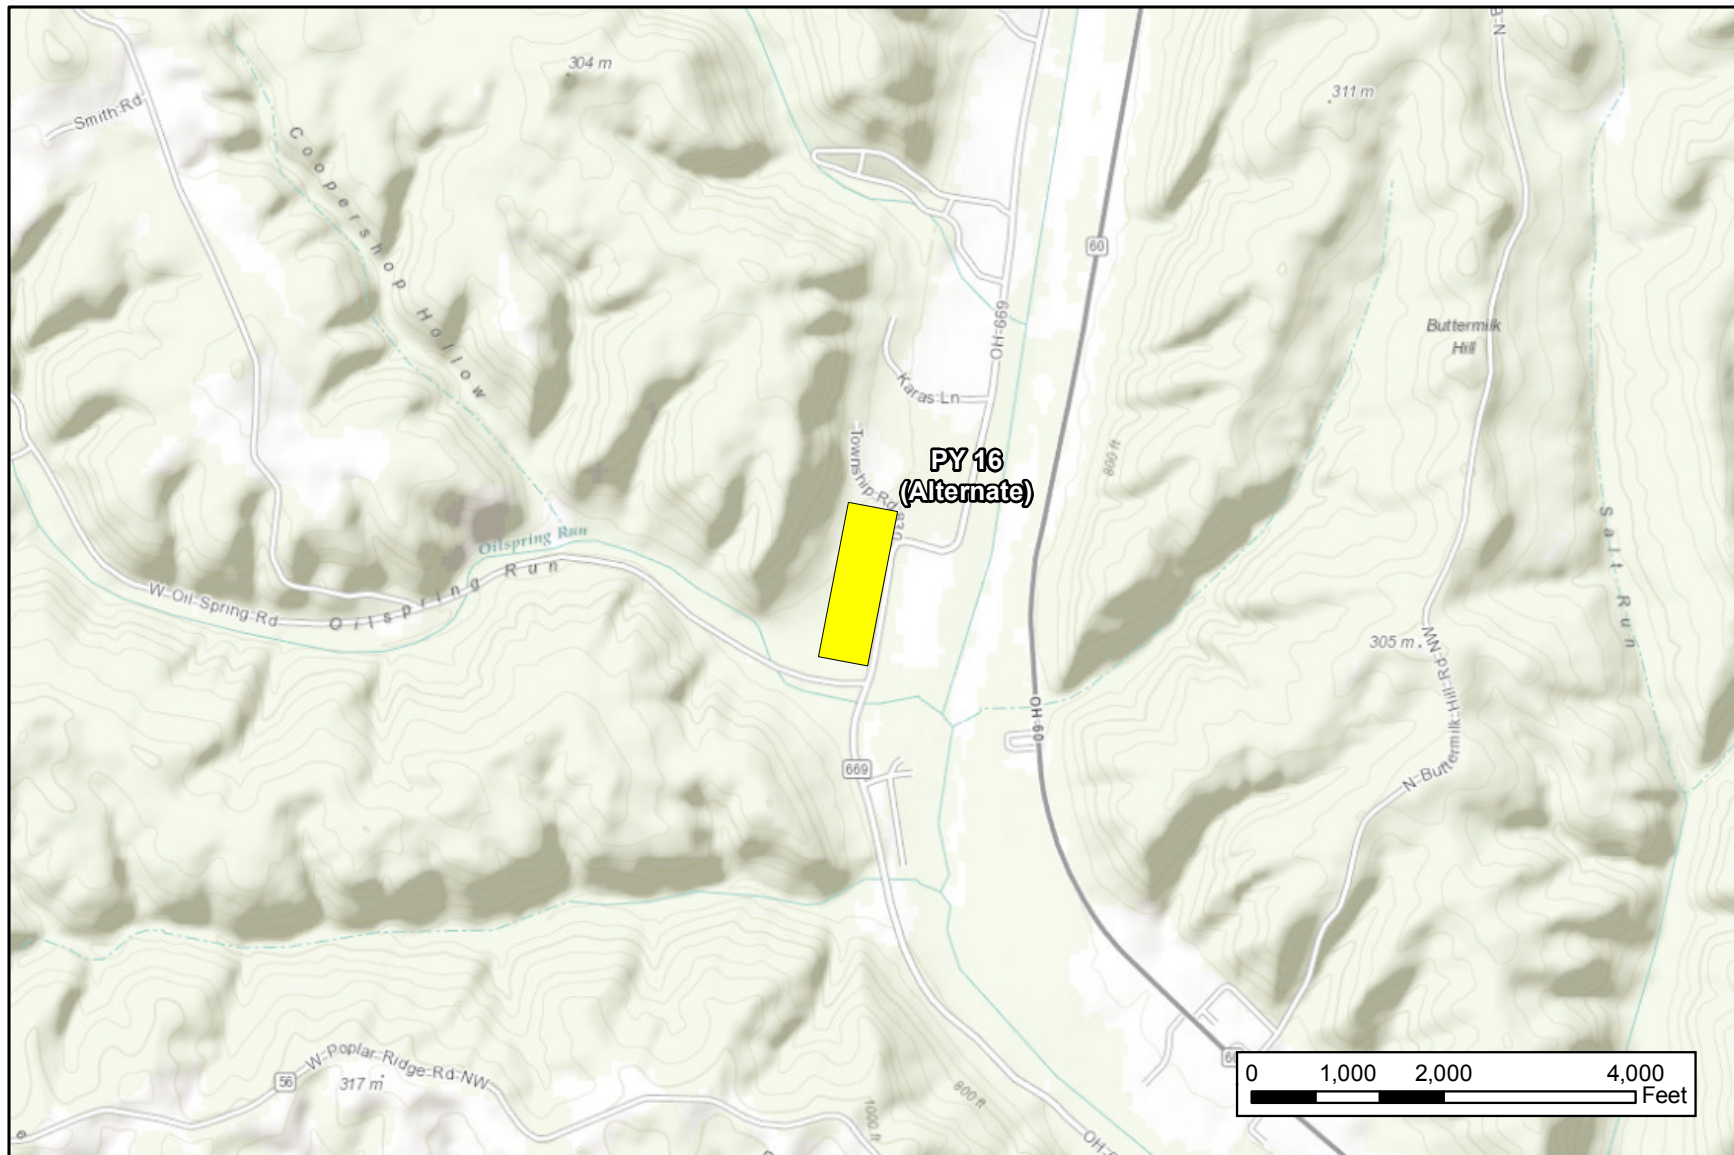 304 m
311 m
Smith Rd
Coopershop Hollow
60
OH-669
Buttermilk
Hill
Karas Ln
800 ft
Township Rd 830
PY 16
(Alternate)
Oilspring Run
Oilspring Run
W Oil Spring Rd
Salt Run
305 m
N Buttermilk Hill Rd NW
OH-60
669
W Poplar Ridge Rd NW
56
317 m
800 ft
1000 ft
0 1,000 2,000 4,000
Feet